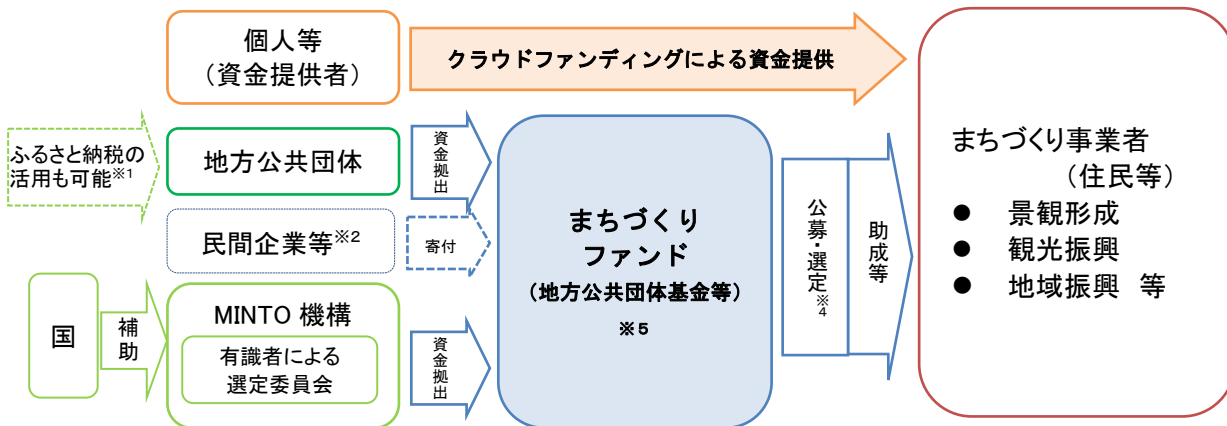 個人等
（資金提供者）
クラウドファンディングによる資金提供
ふるさと納税の
活用も可能※1
地方公共団体
資金拠出
民間企業等※2
寄付
国
補助
MINTO 機構
有識者による
選定委員会
資金拠出
まちづくり
ファンド
（地方公共団体基金等）
※5
公募・選定※4
助成等
まちづくり事業者
（住民等）
● 景観形成
● 観光振興
● 地域振興 等